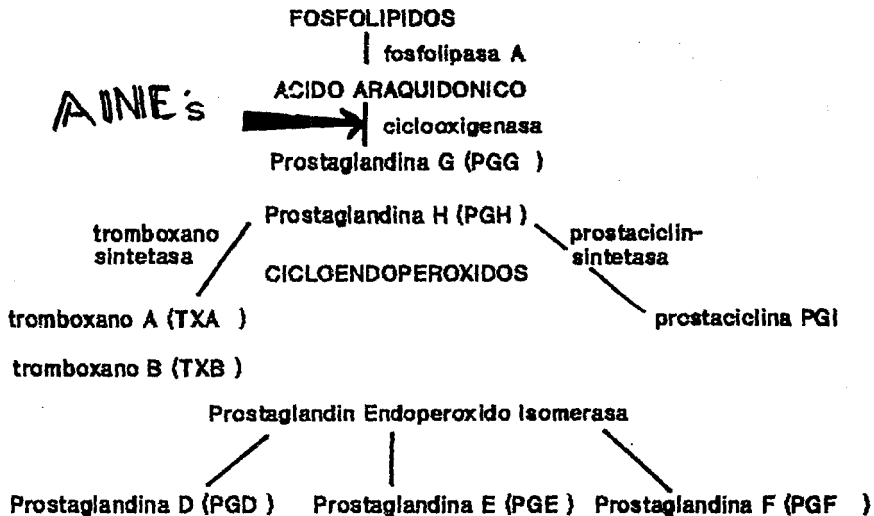 FOSFOLIPIDOS
fosfolipasa A
ACIDO ARAQUIDONICO
AINE's
ciclooxigenasa
Prostaglandina G (PGG )
Prostaglandina H (PGH )
tromboxano
sintetasa
prostaciclin-
sintetasa
CICLOENDOPEROXIDOS
tromboxano A (TXA )
prostaciclina PGI
tromboxano B (TXB )
Prostaglandin Endoperoxido Isomerasa
Prostaglandina D (PGD ) Prostaglandina E (PGE ) Prostaglandina F (PGF )